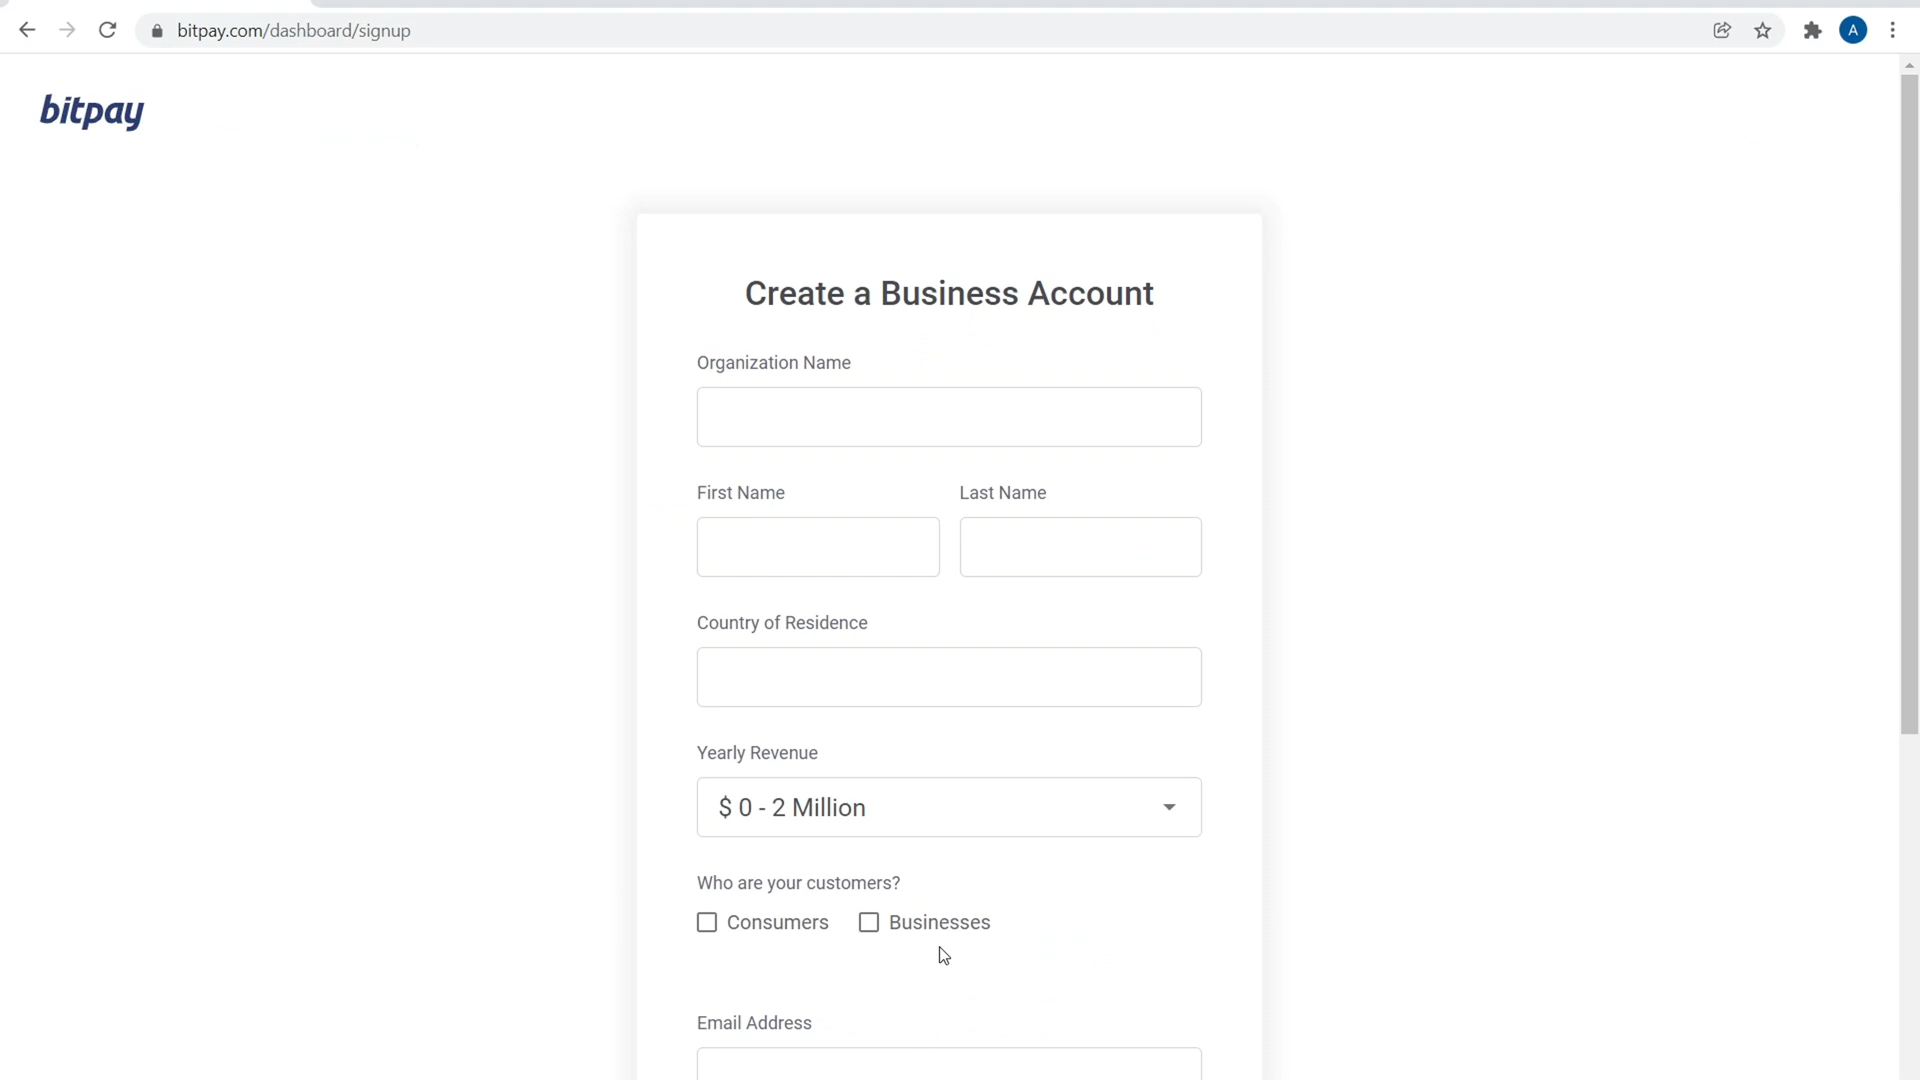 bitpay.com/dashboard/signup
A
bitpay
Create a Business Account
Organization Name
First Name Last Name
Country of Residence
Yearly Revenue
$ 0 - 2 Million
Who are your customers?
Consumers Businesses
Email Address